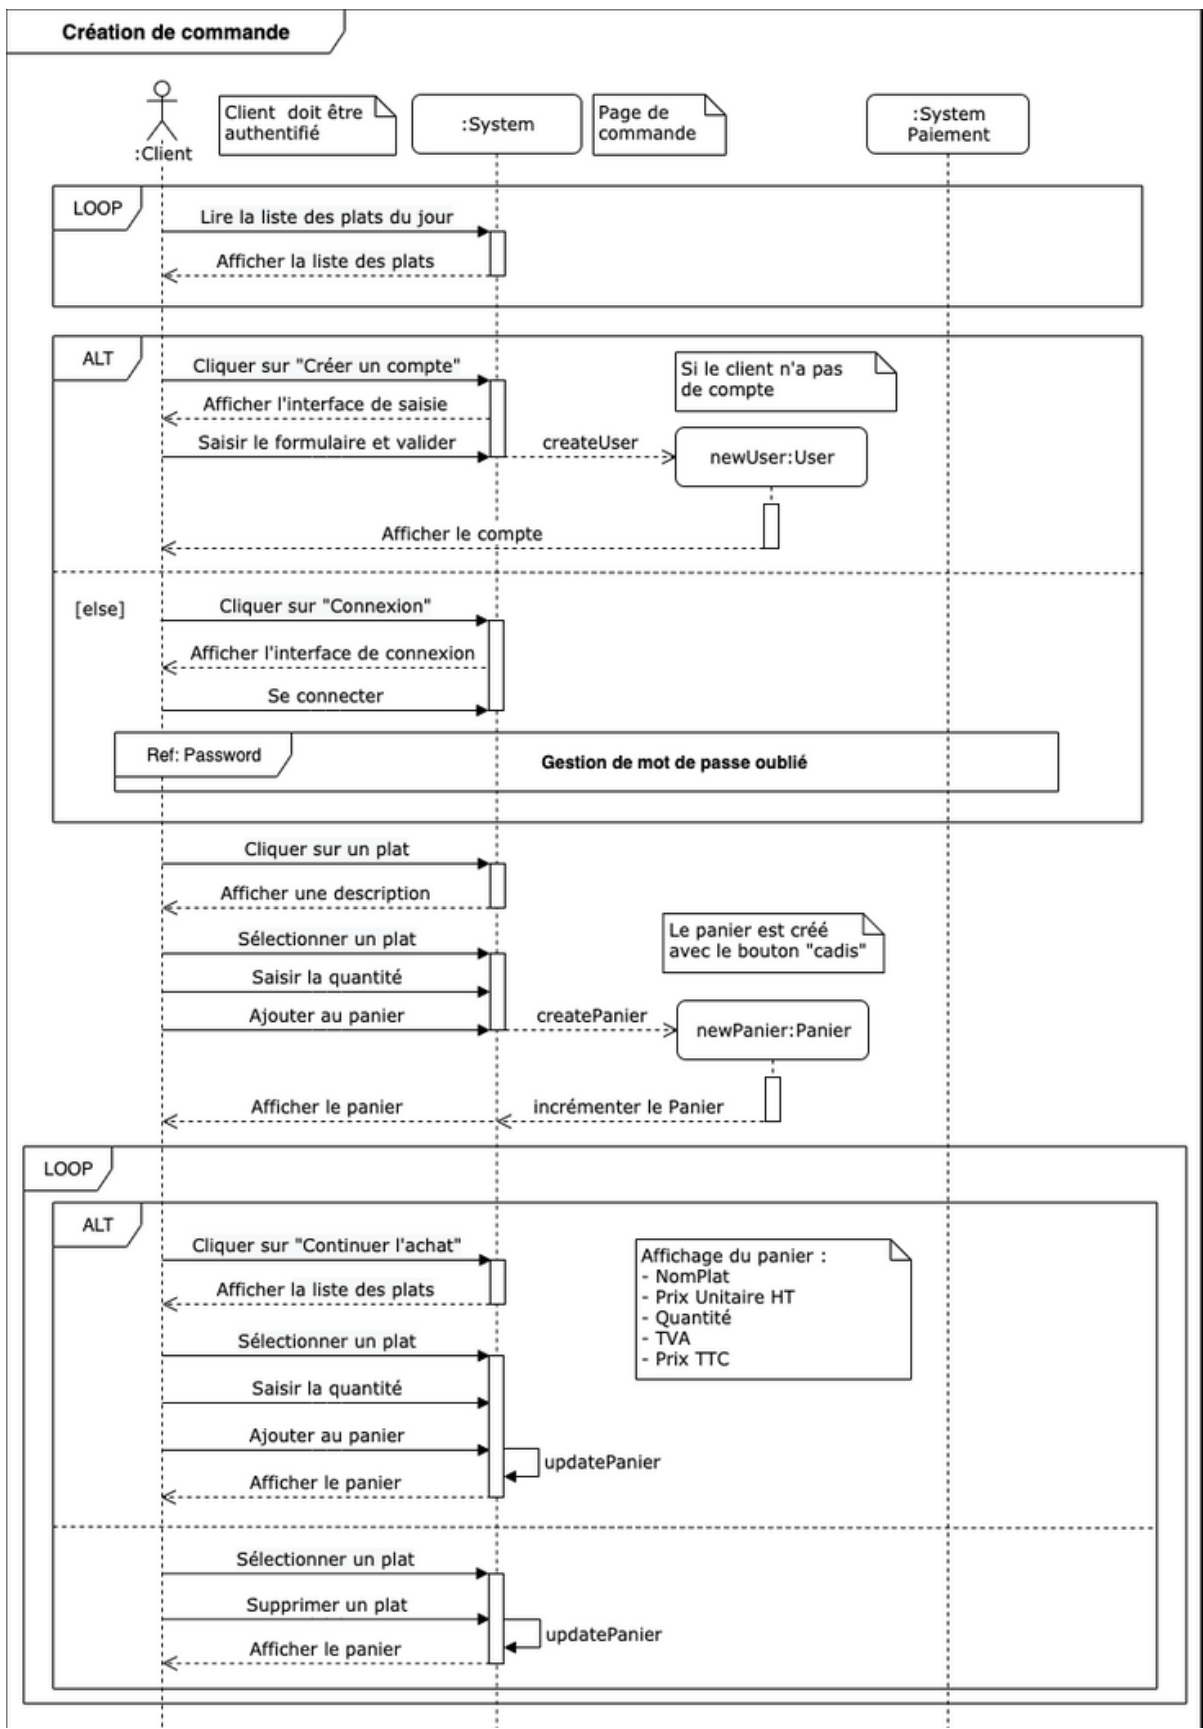 Création de commande
Client  doit être
authentifié
:System
Page de
commande
:System
Paiement
:Client
LOOP
Lire la liste des plats du jour
Afficher la liste des plats
ALT
Cliquer sur "Créer un compte"
Si le client n'a pas
de compte
Afficher l'interface de saisie
Saisir le formulaire et valider
createUser
newUser:User
Afficher le compte
[else]
Cliquer sur "Connexion"
Afficher l'interface de connexion
Se connecter
Ref: Password
Gestion de mot de passe oublié
Cliquer sur un plat
Afficher une description
Le panier est créé
avec le bouton "cadis"
Sélectionner un plat
Saisir la quantité
Ajouter au panier
createPanier
newPanier:Panier
Afficher le panier
incrémenter le Panier
LOOP
ALT
Cliquer sur "Continuer l'achat"
Affichage du panier :
- NomPlat
- Prix Unitaire HT
- Quantité
- TVA
- Prix TTC
Afficher la liste des plats
Sélectionner un plat
Saisir la quantité
Ajouter au panier
updatePanier
Afficher le panier
Sélectionner un plat
Supprimer un plat
updatePanier
Afficher le panier